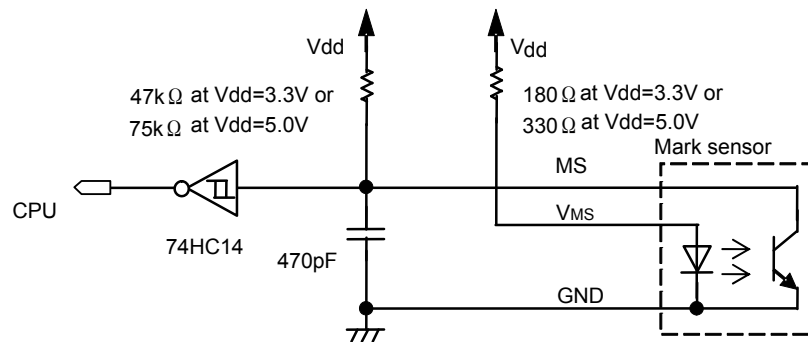 Vdd
Vdd
47kΩ at Vdd=3.3V or
75kΩ at Vdd=5.0V
180Ω at Vdd=3.3V or
330Ω at Vdd=5.0V
Mark sensor
MS
CPU
VMS
74HC14
470pF
GND